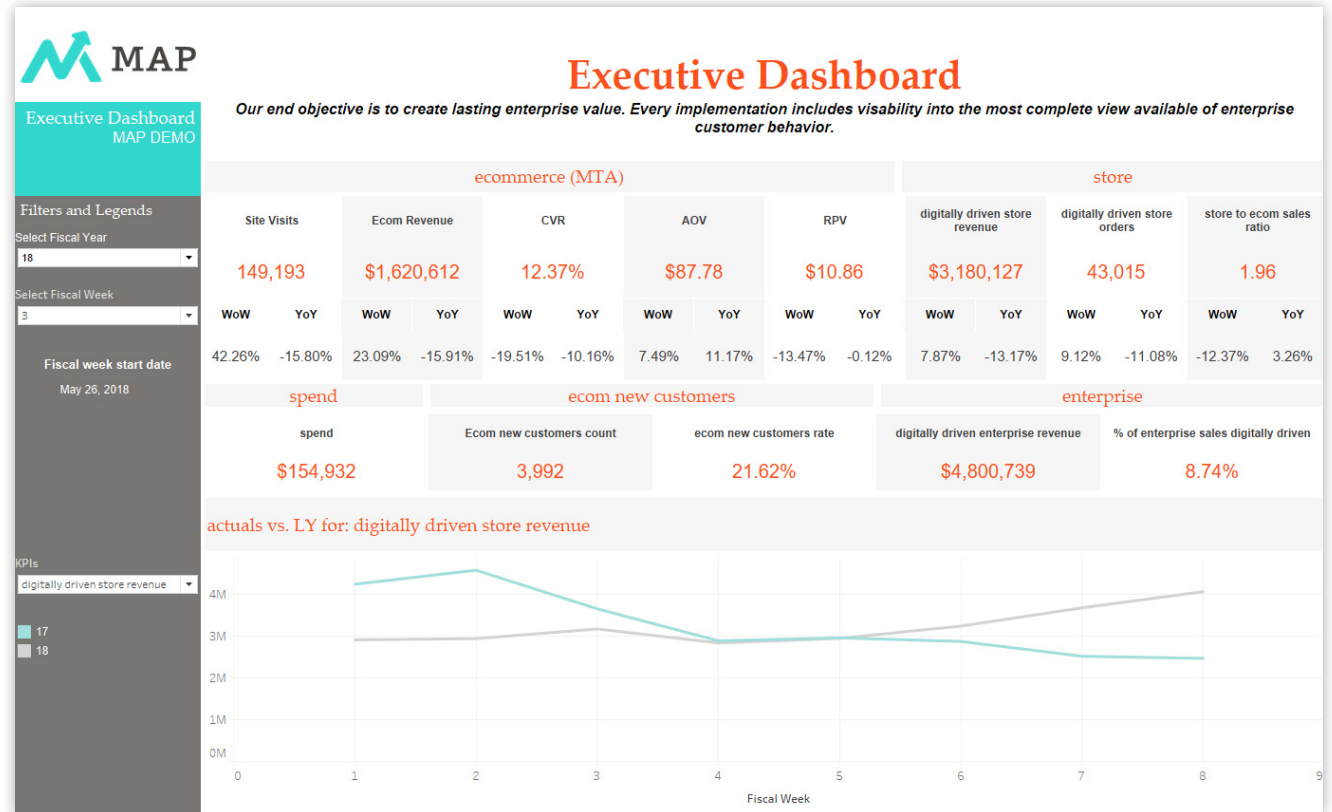 MAP
Executive Dashboard
MAP DEMO
Filters and Legends
Select Fiscal Year
18
Select Fiscal Week
3
Fiscal week start date
May 26, 2018
KPIs
digitally driven store revenue
17
18
Executive Dashboard
Our end objective is to create lasting enterprise value. Every implementation includes visability into the most complete view available of enterprise
customer behavior.
ecommerce (MTA) store
Site Visits Ecom Revenue CVR AOV RPV digitally driven store digitally driven store store to ecom sales
revenue orders ratio
149,193 $1,620,612 12.37% $87.78 $10.86 $3,180,127 43,015 1.96
WoW YoY WoW YoY WoW YoY WoW YoY WoW YoY WoW YoY WoW YoY WoW YoY
42.26% -15.80% 23.09% -15.91% -19.51% -10.16% 7.49% 11.17% -13.47% -0.12% 7.87% -13.17% 9.12% -11.08% -12.37% 3.26%
spend ecom new customers enterprise
spend Ecom new customers count ecom new customers rate digitally driven enterprise revenue % of enterprise sales digitally driven
$154,932 3,992 21.62% $4,800,739 8.74%
actuals vs. LY for: digitally driven store revenue
4M
3M
2M
1M
0M
0 1 2 3 4 5 6 7 8 9
Fiscal Week